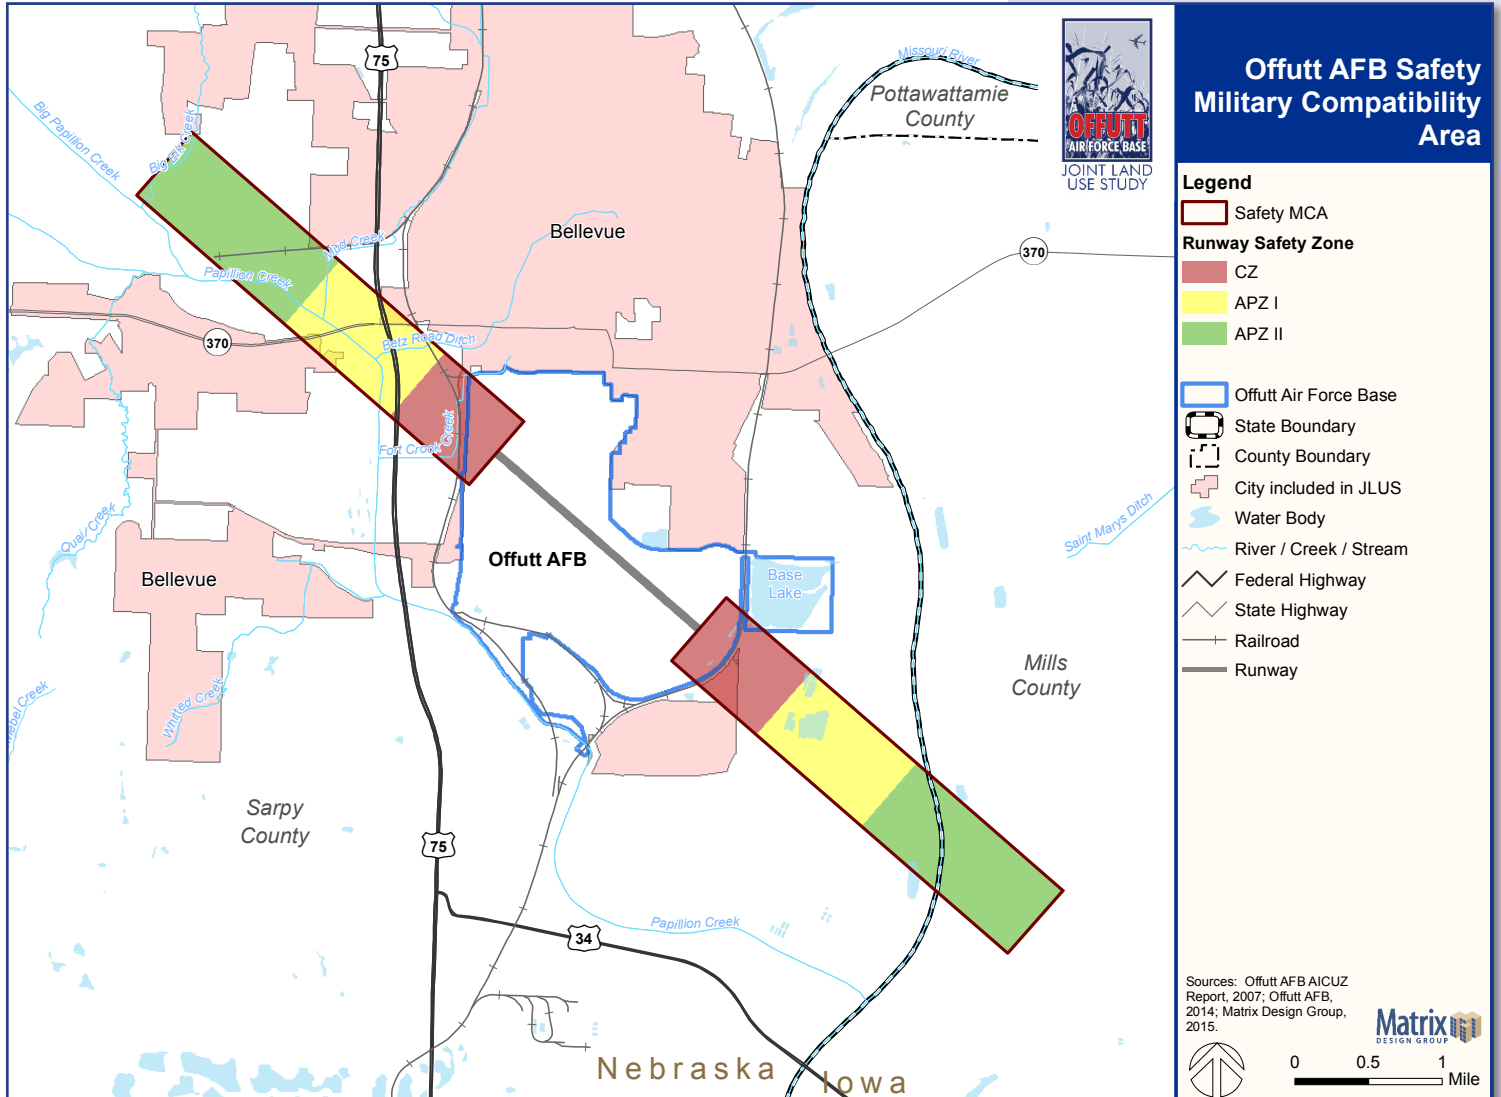 Offutt AFB Safety
Military Compatibility
Area
Legend
Safety MCA
Runway Safety Zone
CZ
APZ I
APZ II
Offutt Air Force Base
State Boundary
County Boundary
City included in JLUS
Water Body
River / Creek / Stream
Federal Highway
State Highway
Railroad
Runway
Sources: Offutt AFB AICUZ
Report, 2007; Offutt AFB,
2014; Matrix Design Group,
2015.
Matrix
DESIGN GROUP
0 0.5 1
Mile
OFFUTT
AIR FORCE BASE
JOINT LAND
USE STUDY
75
Missouri River
Pottawattamie
County
Big Papillion Creek
Big Elk Creek
Bellevue
Mud Creek
370
Papillion Creek
370
Betz Road Ditch
Fort Crook
Creek
Saint Marys Ditch
Quail Creek
Offutt AFB
Bellevue
Base
Lake
Mills
County
Whitted Creek
Creek
Sarpy
County
75
34
Papillion Creek
Nebraska
Iowa